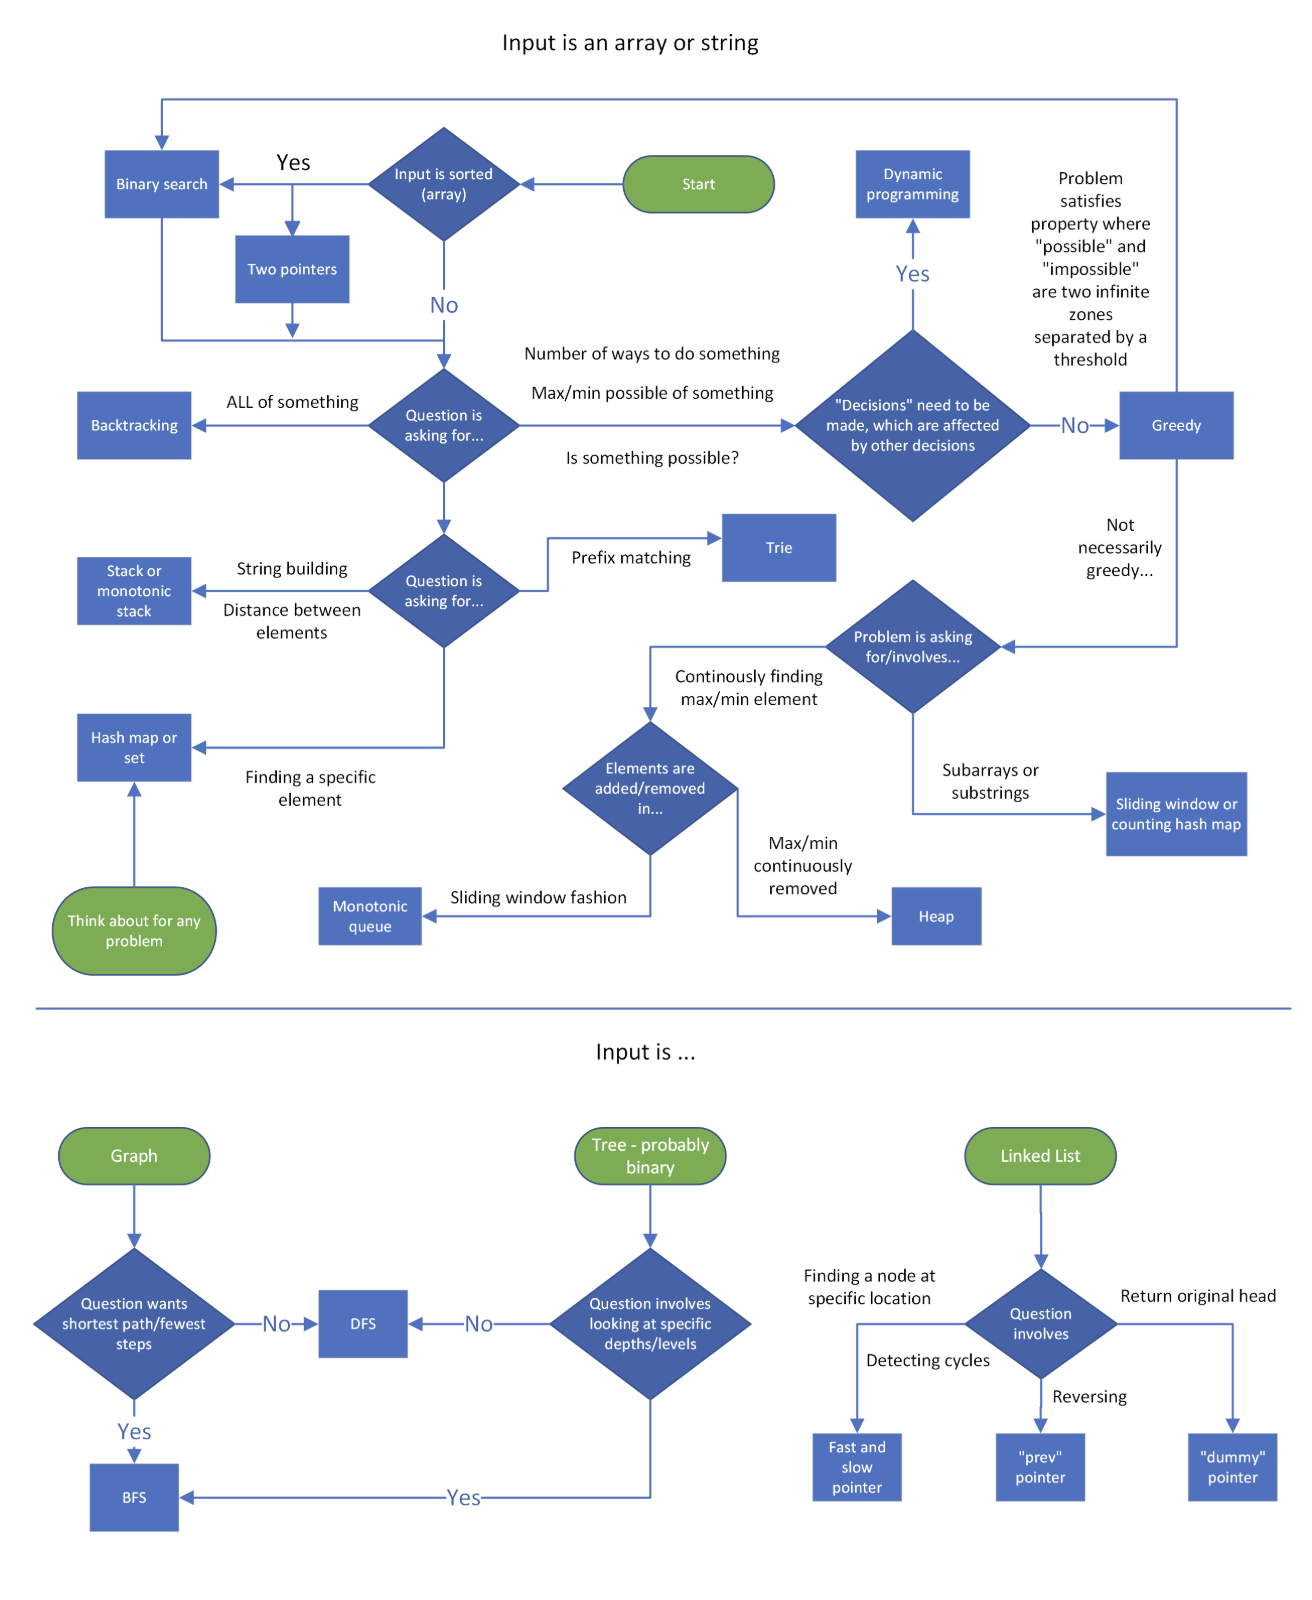 Input is an array or string
Yes
Input is sorted
(array)
Start
Binary search
Two pointers
No
Dynamic
programming
Yes
Problem
satisfies
property where
"possible" and
"impossible"
are two infinite
zones
separated by a
threshold
Number of ways to do something
Max/min possible of something
Is something possible?
ALL of something
Backtracking
Question is
asking for...
"Decisions" need to be
made, which are affected
by other decisions
No
Greedy
Not
necessarily
greedy...
Prefix matching
Trie
String building
Distance between
elements
Stack or
monotonic
stack
Question is
asking for...
Problem is asking
for/involves...
Continously finding
max/min element
Hash map or
set
Finding a specific
element
Elements are
added/removed
in...
Subarrays or
substrings
Sliding window or
counting hash map
Max/min
continuously
removed
Sliding window fashion
Monotonic
queue
Heap
Think about for any
problem
Input is ...
Graph
Tree - probably
binary
Linked List
Question wants
shortest path/fewest
steps
No
DFS
No
Question involves
looking at specific
depths/levels
Finding a node at
specific location
Detecting cycles
Question
involves
Return original head
Reversing
Yes
BFS
Yes
Fast and
slow
pointer
"prev"
pointer
"dummy"
pointer